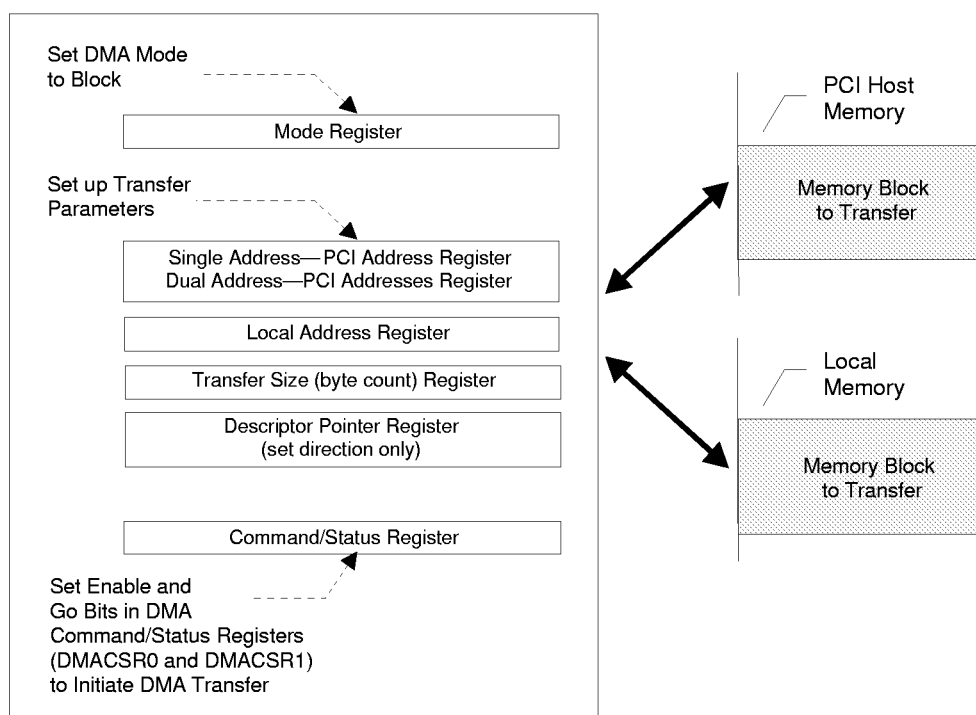 Set DMA Mode
to Block
Mode Register
Set up Transfer
Parameters
Single Address—PCI Address Register
Dual Address—PCI Addresses Register
Local Address Register
Transfer Size (byte count) Register
Descriptor Pointer Register
(set direction only)
Command/Status Register
Set Enable and
Go Bits in DMA
Command/Status Registers
(DMACSR0 and DMACSR1)
to Initiate DMA Transfer
PCI Host
Memory
Memory Block
to Transfer
Local
Memory
Memory Block
to Transfer